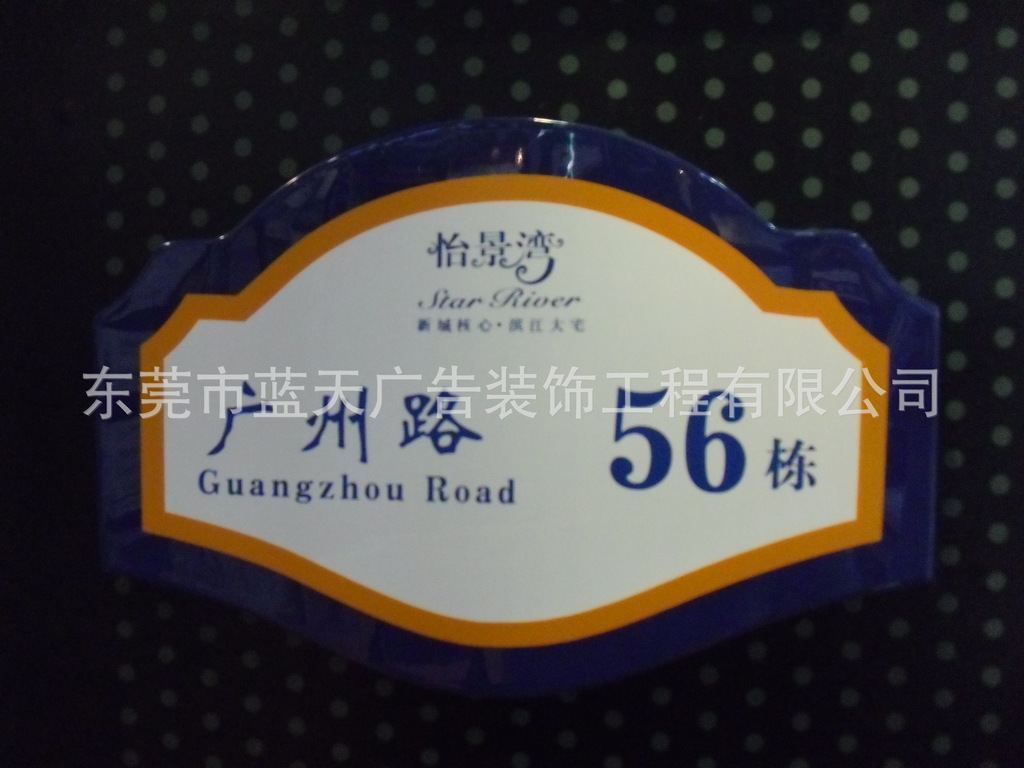 怡景湾
Star River
新城核心·滨江大宅
东莞市蓝天广告装饰工程有限公司
广州路 56栋
Guangzhou Road